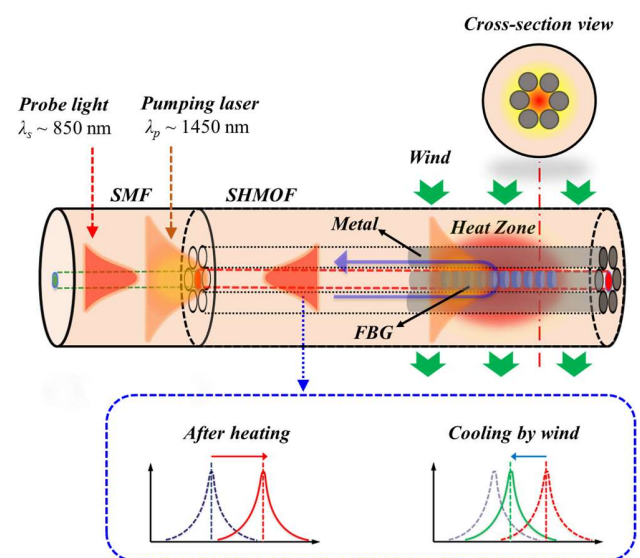 Cross-section view
Probe light
λs ~ 850 nm
Pumping laser
λp ~ 1450 nm
Wind
SMF
SHMOF
Metal
Heat Zone
FBG
After heating
Cooling by wind